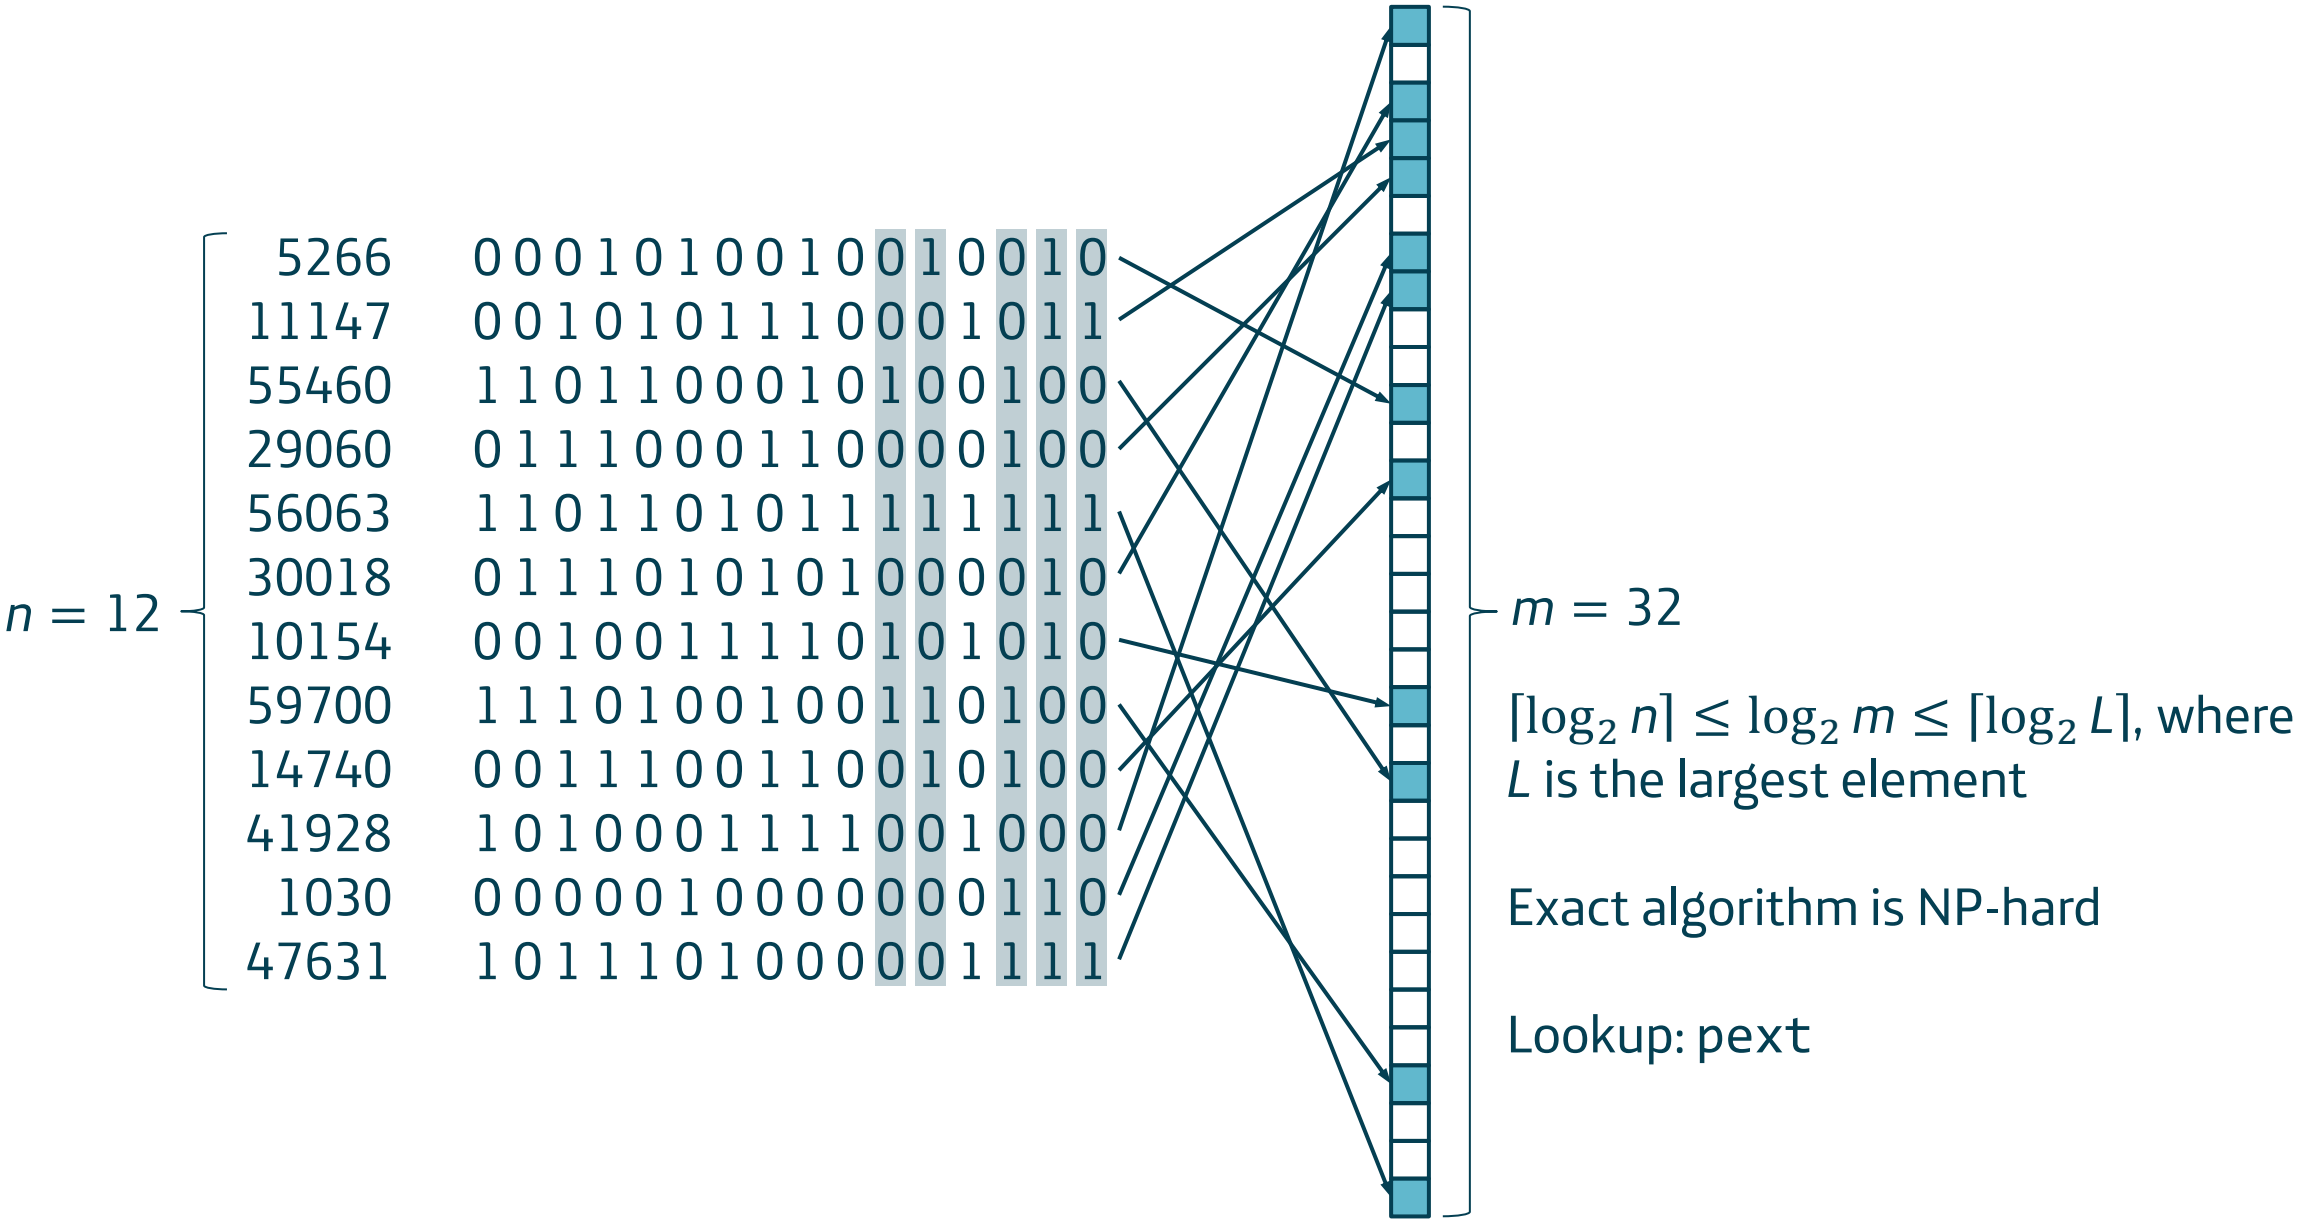 5266 0 0 0 1 0 1 0 0 1 0 0 1 0 0 1 0
11147 0 0 1 0 1 0 1 1 1 0 0 0 1 0 1 1
55460 1 1 0 1 1 0 0 0 1 0 1 0 0 1 0 0
29060 0 1 1 1 0 0 0 1 1 0 0 0 0 1 0 0
56063 1 1 0 1 1 0 1 0 1 1 1 1 1 1 1 1
30018 0 1 1 1 0 1 0 1 0 1 0 0 0 0 1 0
n = 12
m = 32
10154 0 0 1 0 0 1 1 1 1 0 1 0 1 0 1 0
59700 1 1 1 0 1 0 0 1 0 0 1 1 0 1 0 0
14740 0 0 1 1 1 0 0 1 1 0 0 1 0 1 0 0
41928 1 0 1 0 0 0 1 1 1 1 0 0 1 0 0 0
1030 0 0 0 0 0 1 0 0 0 0 0 0 0 1 1 0
47631 1 0 1 1 1 0 1 0 0 0 0 0 1 1 1 1
⌈log₂ n⌉ ≤ log₂ m ≤ ⌈log₂ L⌉, where
L is the largest element
Exact algorithm is NP-hard
Lookup: pext